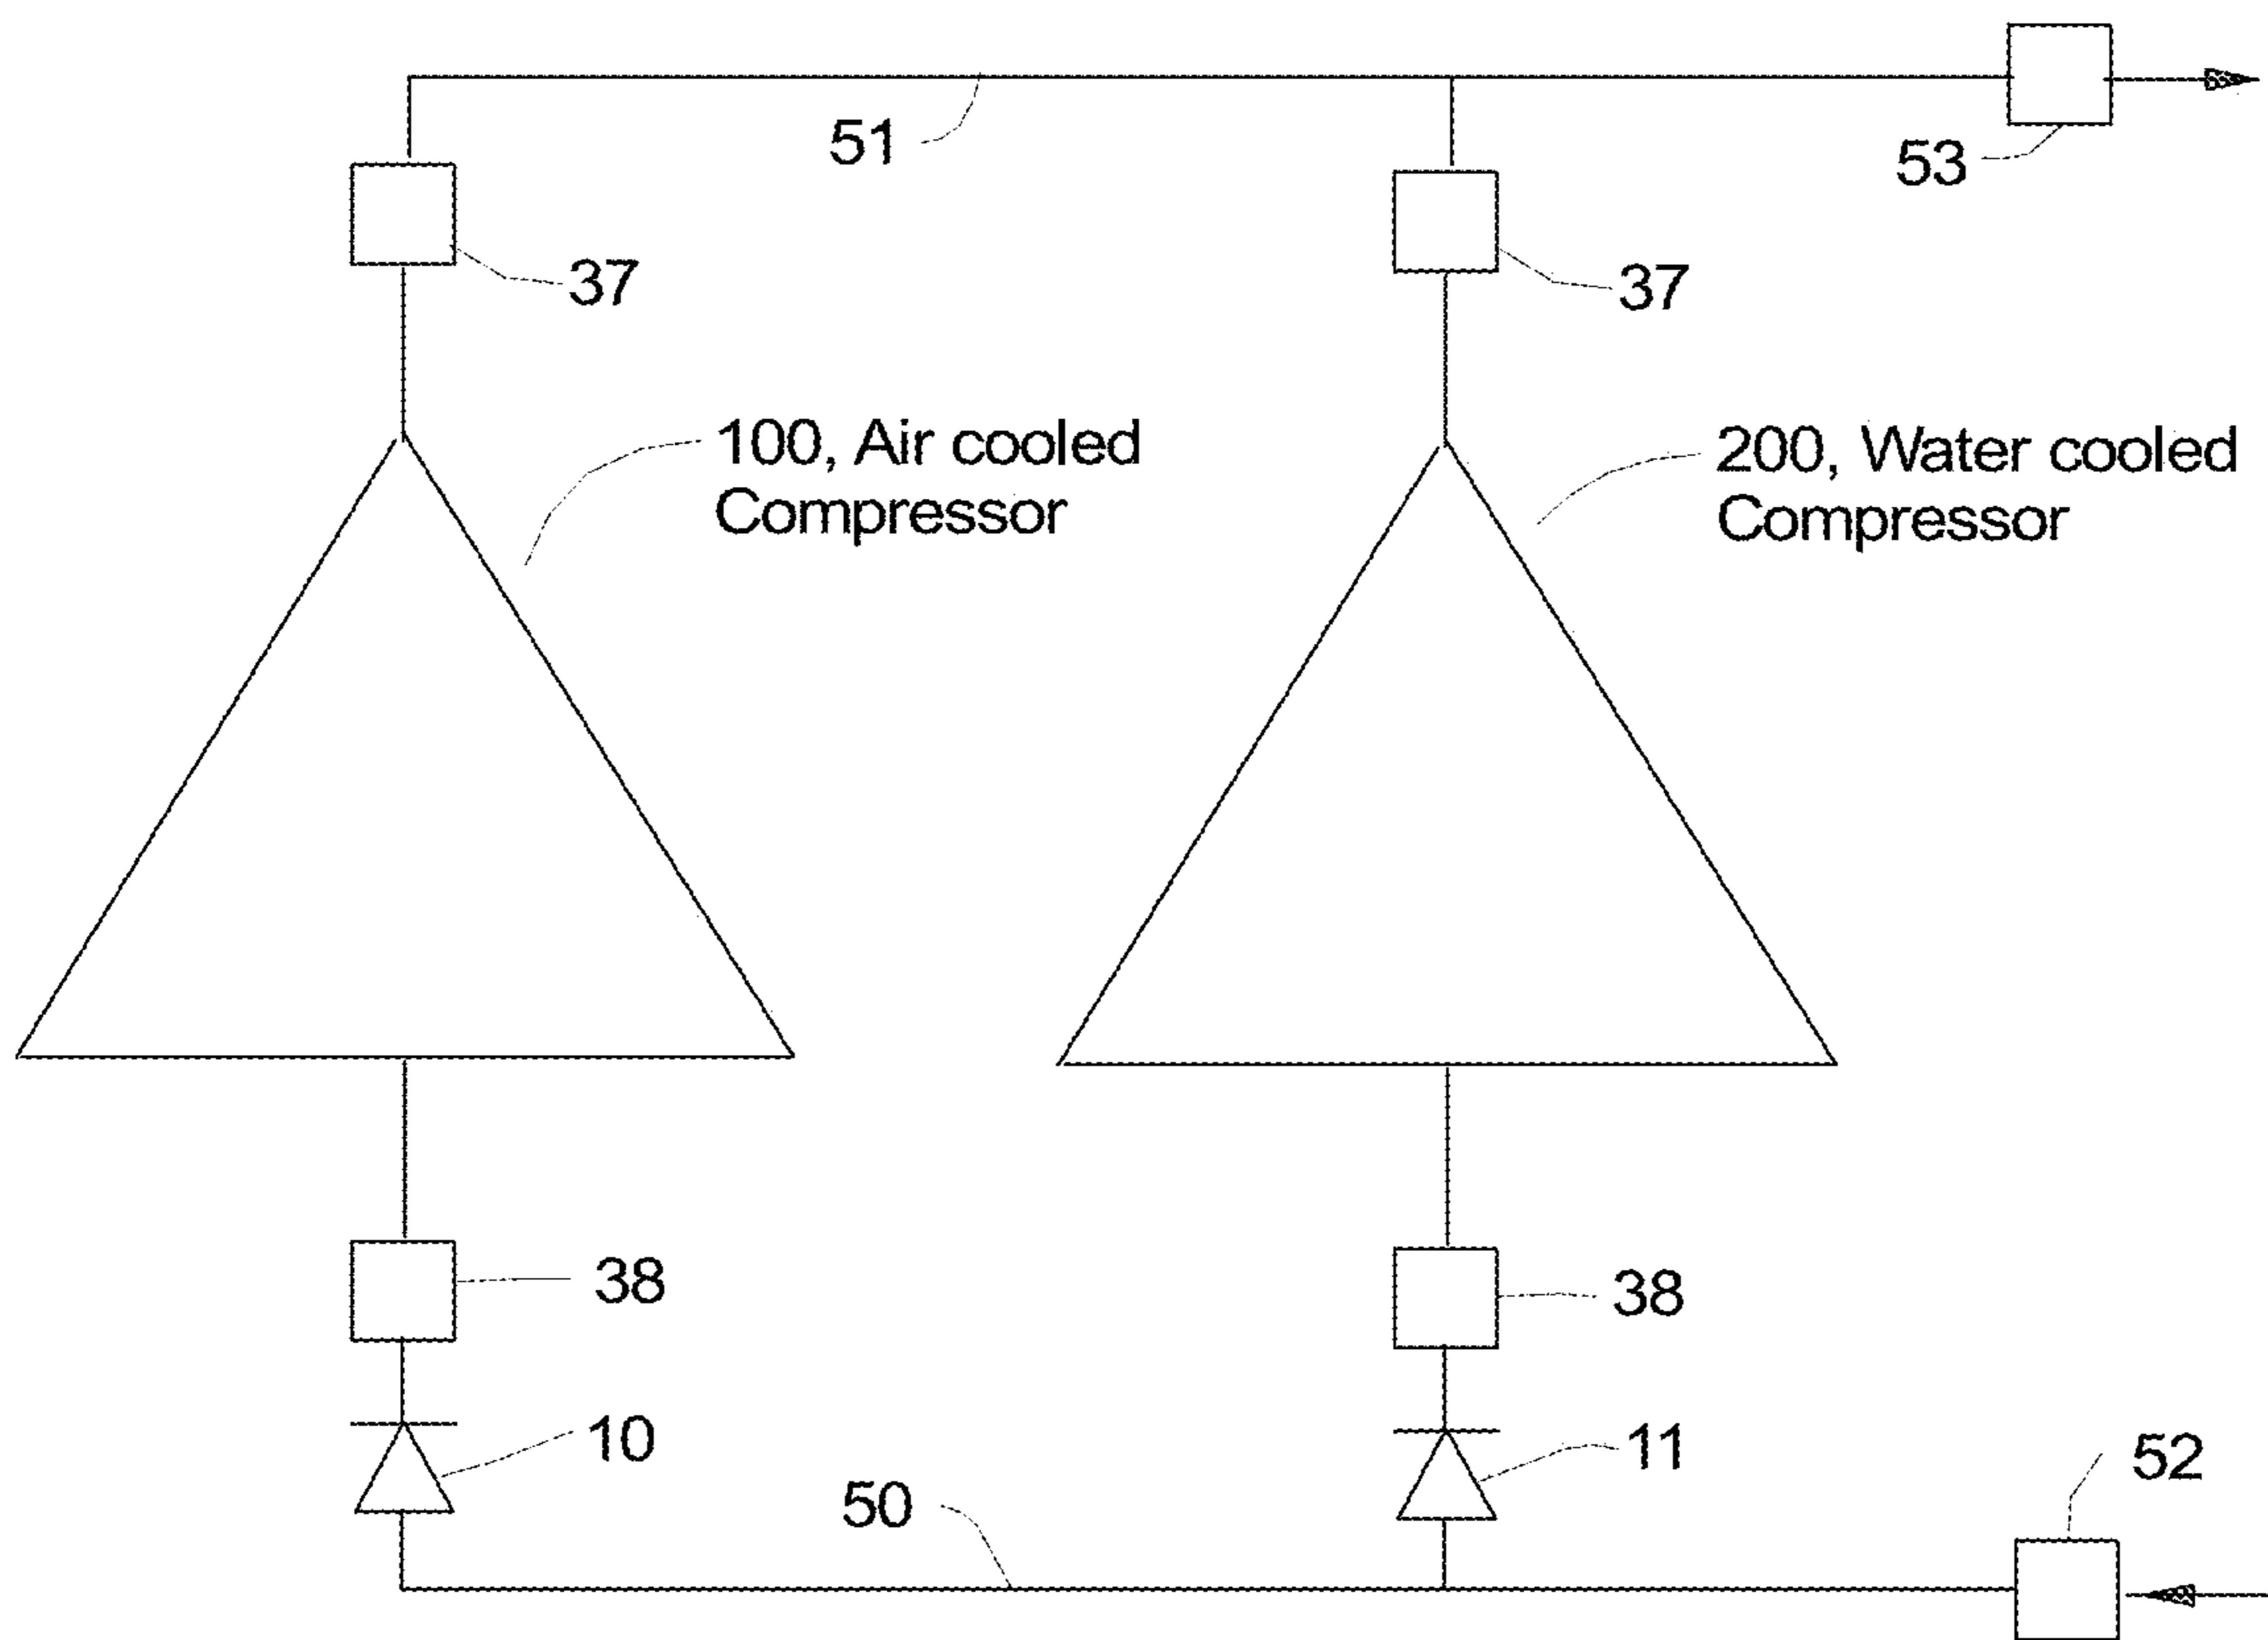 51
53
37
37
100, Air cooled
Compressor
200, Water cooled
Compressor
38
38
10
11
50
52